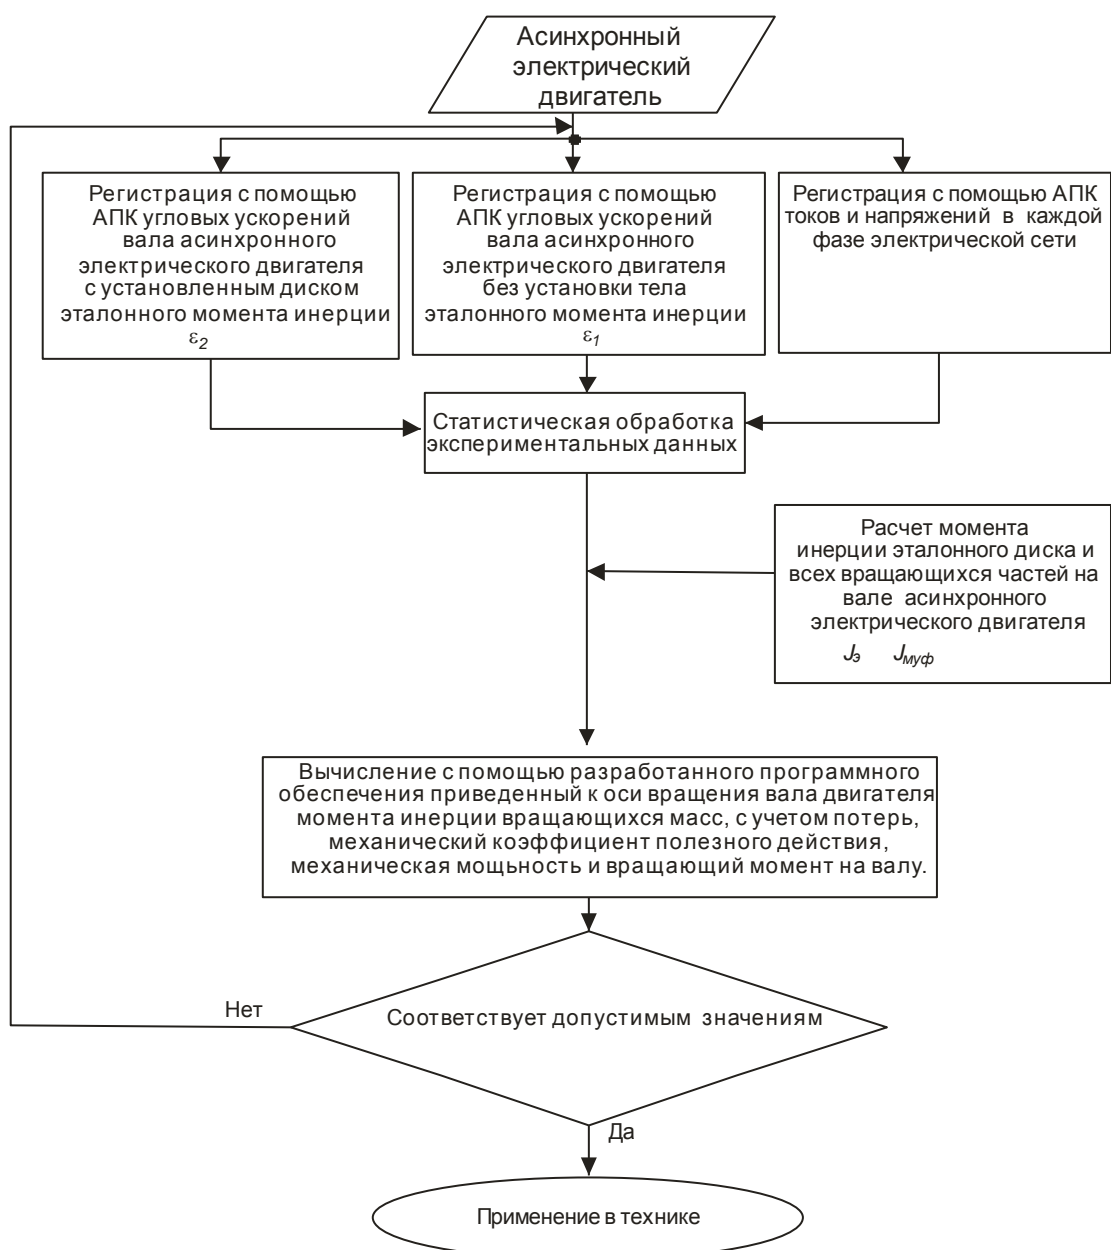 Асинхронный
электрический
двигатель
Регистрация с помощью
АПК угловых ускорений
вала асинхронного
электрического двигателя
с установленным диском
эталонного момента инерции
ε2
Регистрация с помощью
АПК угловых ускорений
вала асинхронного
электрического двигателя
без установки тела
эталонного момента инерции
ε1
Регистрация с помощью АПК
токов и напряжений в каждой
фазе электрической сети
Статистическая обработка
экспериментальных данных
Расчет момента
инерции эталонного диска и
всех вращающихся частей на
вале асинхронного
электрического двигателя
Jэ Jмуф
Вычисление с помощью разработанного программного
обеспечения приведенный к оси вращения вала двигателя
момента инерции вращающихся масс, с учетом потерь,
механический коэффициент полезного действия,
механическая мощьность и вращающий момент на валу.
Нет
Соответствует допустимым значениям
Да
Применение в технике